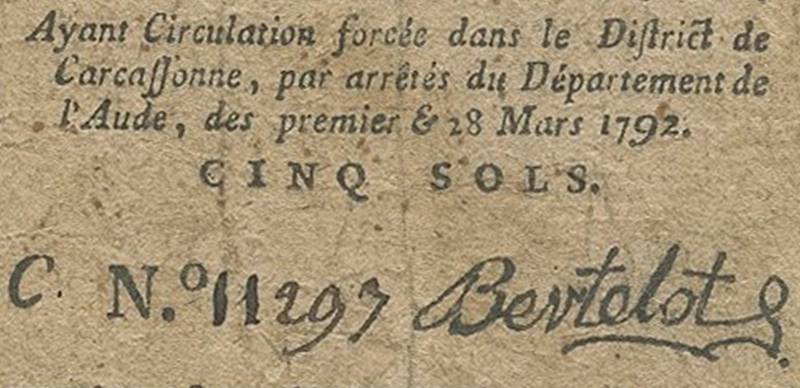 Ayant Circulation forcée dans le Diſtrict de
Carcaſſonne, par arrêtés du Département de
l'Aude, des premier & 28 Mars 1792.
CINQ SOLS.
C. N.º 11297 Bertelot